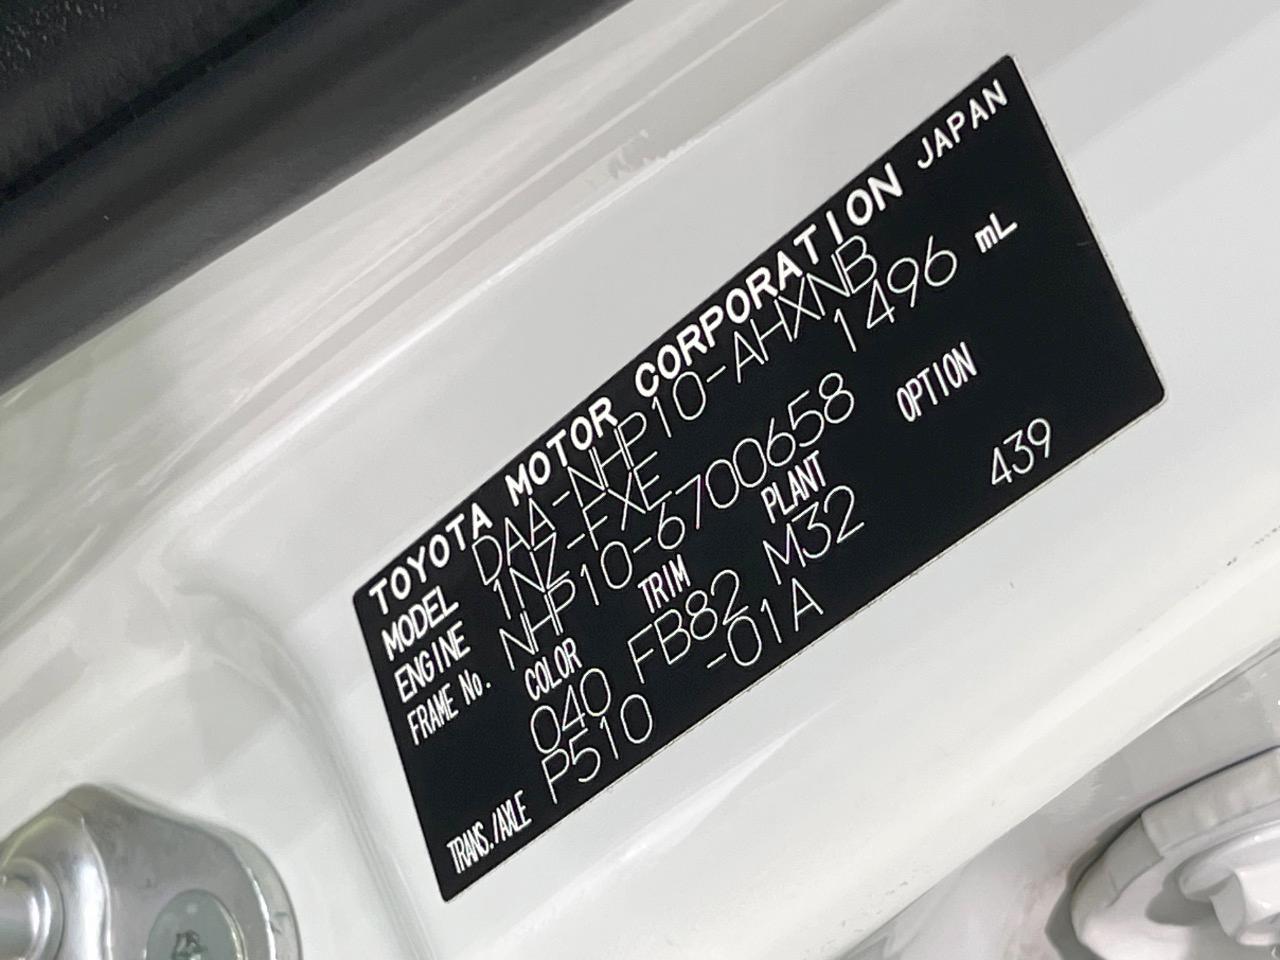 TOYOTA MOTOR CORPORATION JAPAN
MODEL DAA-NHP10-AHXNB
ENGINE 1NZ-FXE 1496 mL
FRAME No. NHP10-6700658
COLOR TRIM PLANT OPTION
040 FB82 M32 439
TRANS./AXLE P510 -01A